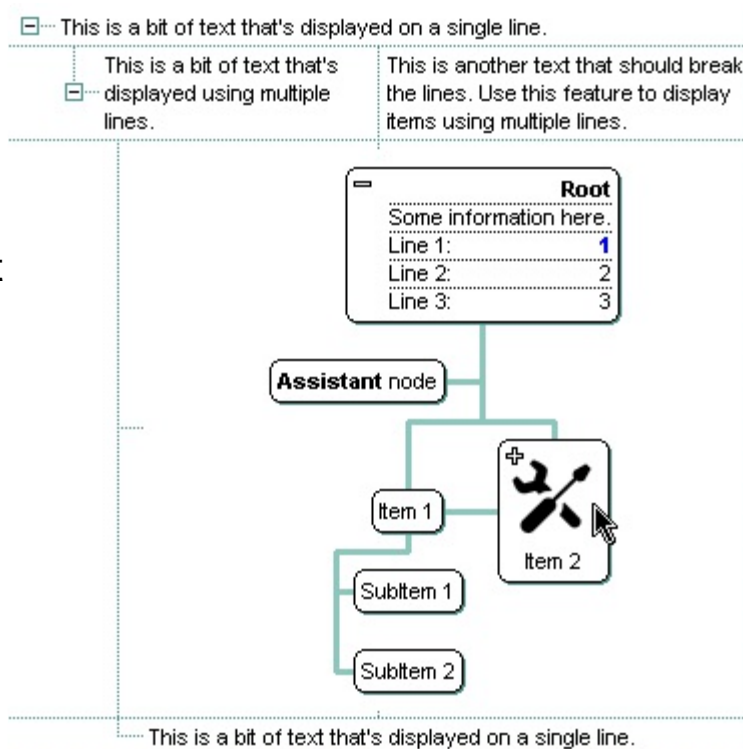 This is a bit of text that's displayed on a single line.
This is a bit of text that's
displayed using multiple
lines.
This is another text that should break
the lines. Use this feature to display
items using multiple lines.
Root
Some information here.
Line 1: 1
Line 2: 2
Line 3: 3
Assistant node
Item 1
Item 2
SubItem 1
SubItem 2
This is a bit of text that's displayed on a single line.